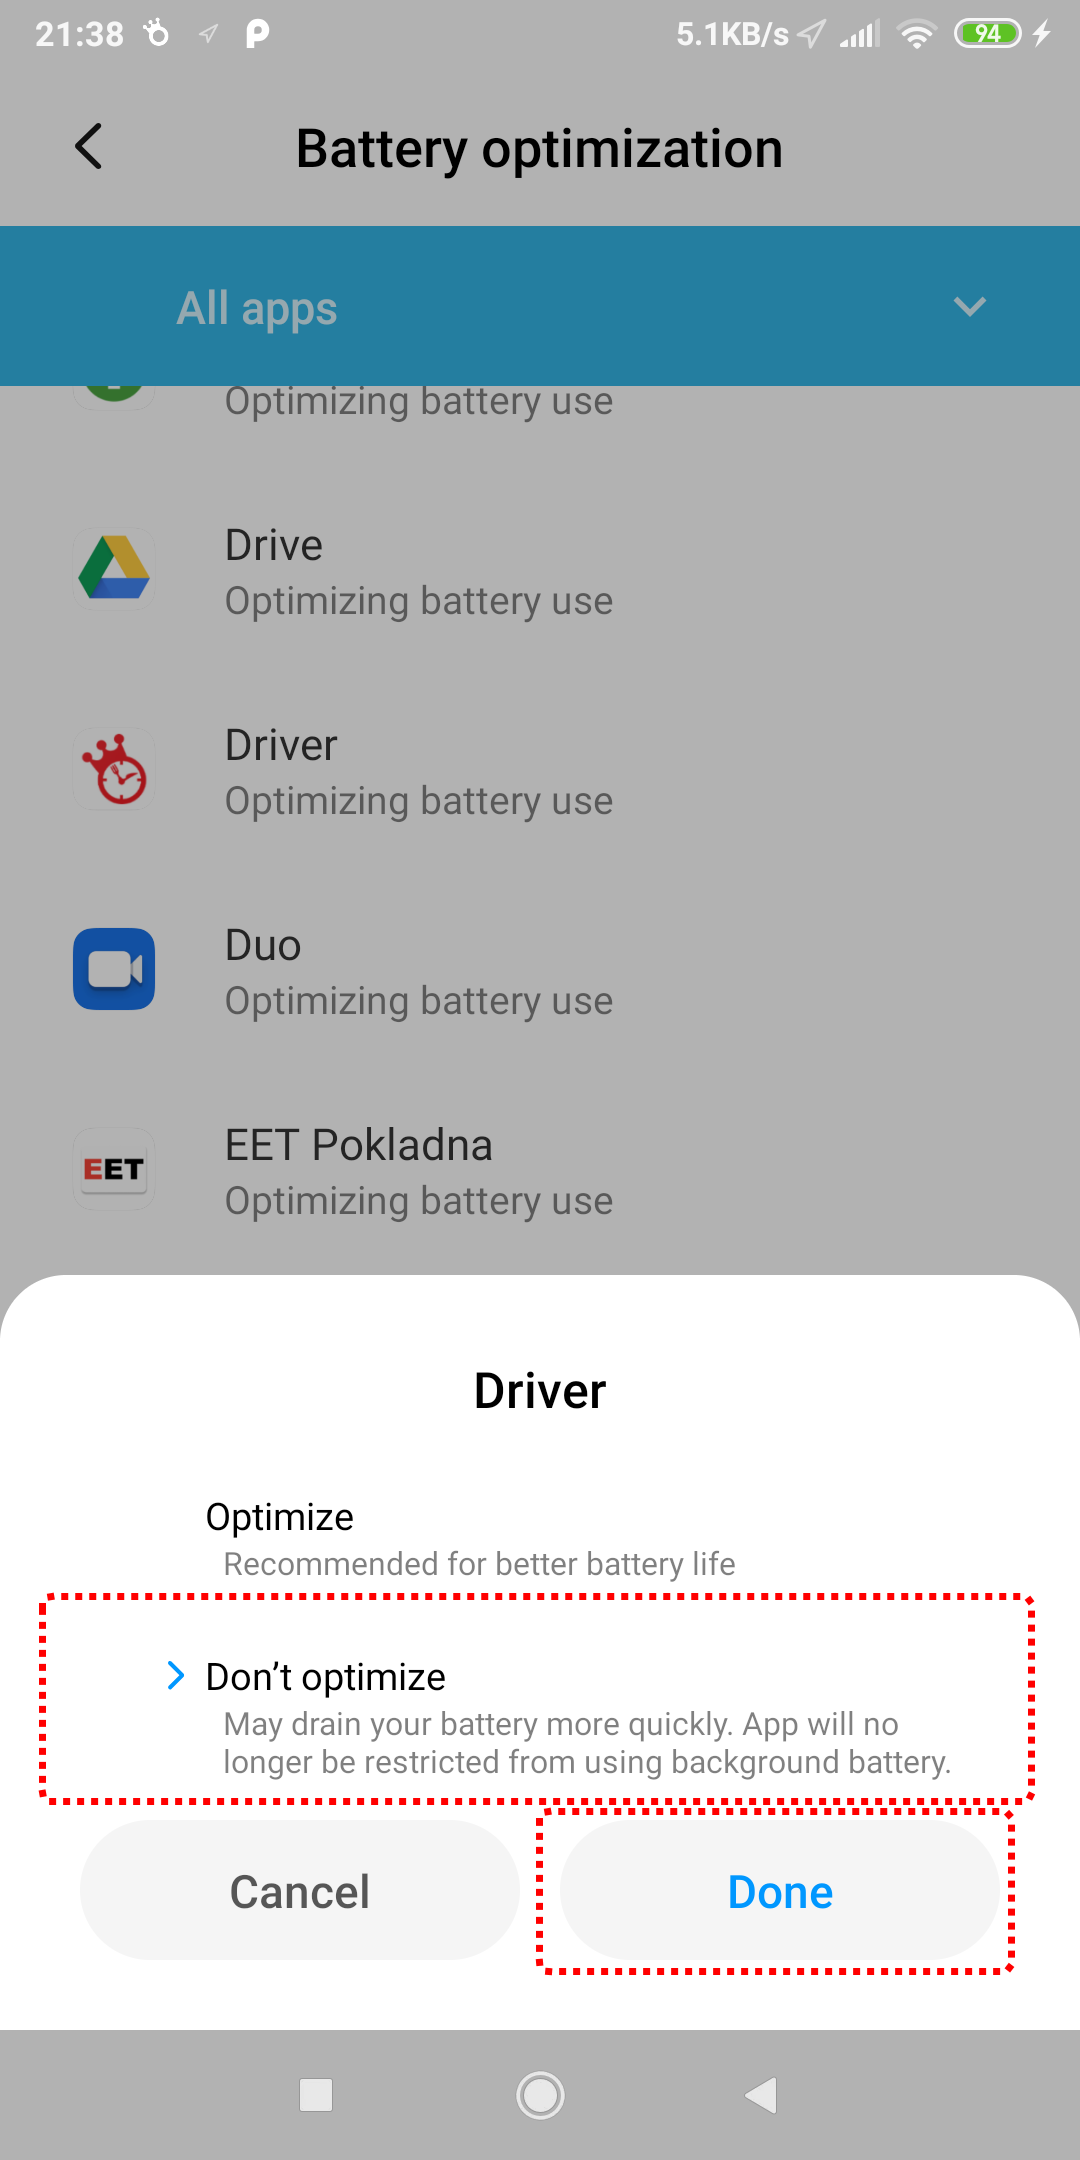 21:38 5.1KB/s 94
Battery optimization
All apps
Optimizing battery use
Drive
Optimizing battery use
Driver
Optimizing battery use
Duo
Optimizing battery use
EET
EET Pokladna
Optimizing battery use
Driver
Optimize
Recommended for better battery life
Don’t optimize
May drain your battery more quickly. App will no
longer be restricted from using background battery.
Cancel Done